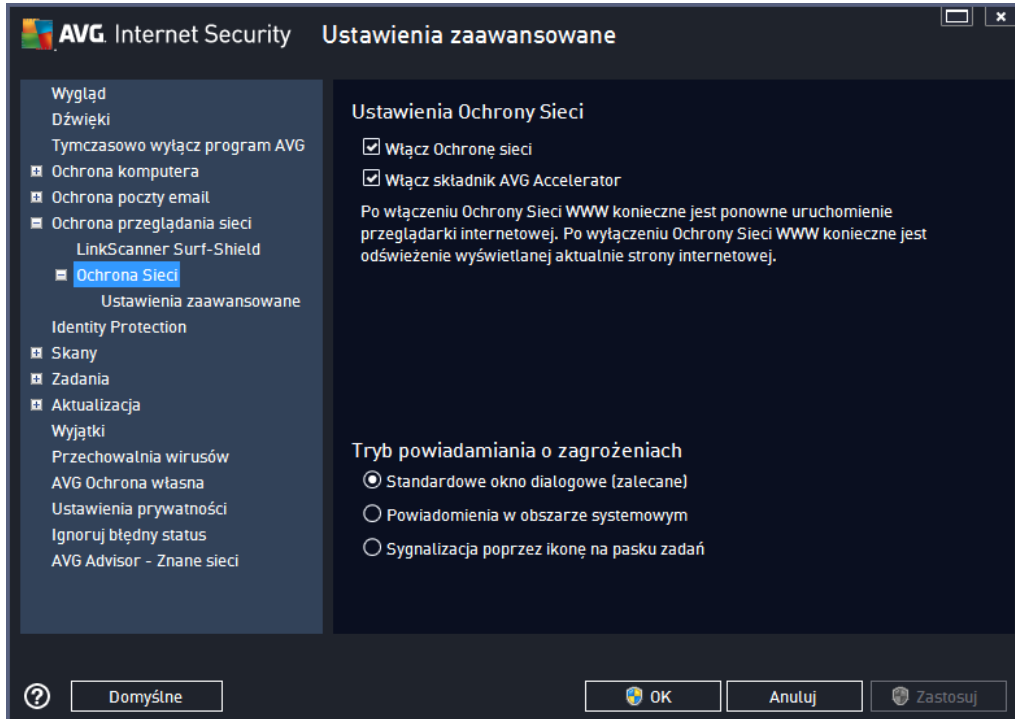 AVG. Internet Security Ustawienia zaawansowane
Wygląd
Dźwięki
Tymczasowo wyłącz program AVG
Ochrona komputera
Ochrona poczty email
Ochrona przeglądania sieci
LinkScanner Surf-Shield
Ochrona Sieci
Ustawienia zaawansowane
Identity Protection
Skany
Zadania
Aktualizacja
Wyjątki
Przechowalnia wirusów
AVG Ochrona własna
Ustawienia prywatności
Ignoruj błędny status
AVG Advisor - Znane sieci
Ustawienia Ochrony Sieci
Włącz Ochronę sieci
Włącz składnik AVG Accelerator
Po włączeniu Ochrony Sieci WWW konieczne jest ponowne uruchomienie
przeglądarki internetowej. Po wyłączeniu Ochrony Sieci WWW konieczne jest
odświeżenie wyświetlanej aktualnie strony internetowej.
Tryb powiadamiania o zagrożeniach
Standardowe okno dialogowe (zalecane)
Powiadomienia w obszarze systemowym
Sygnalizacja poprzez ikonę na pasku zadań
Domyślne
OK
Anuluj
Zastosuj